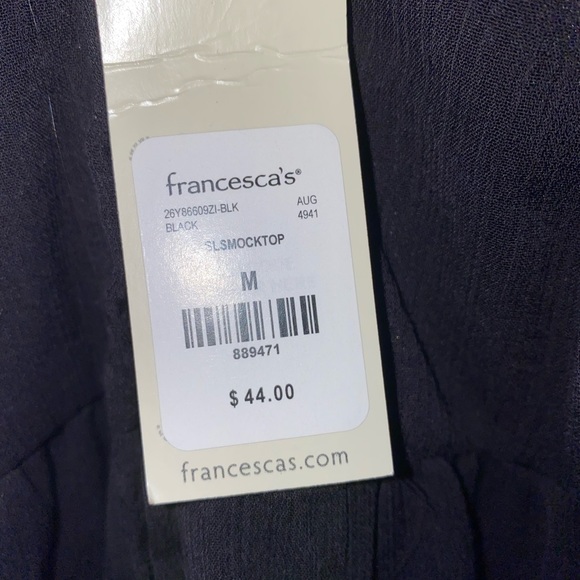 francesca's®
26Y86609ZI-BLK AUG
BLACK 4941
SLSMOCKTOP
M
889471
$ 44.00
francescas.com